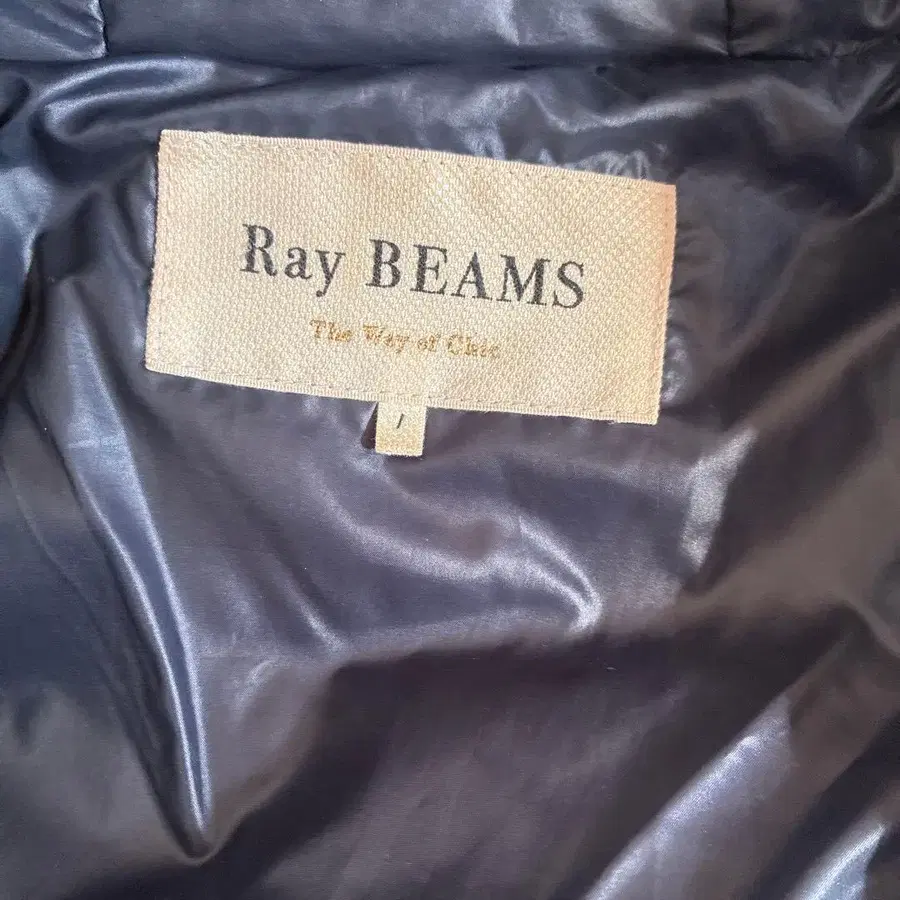 Ray BEAMS
The Way of Chic
1